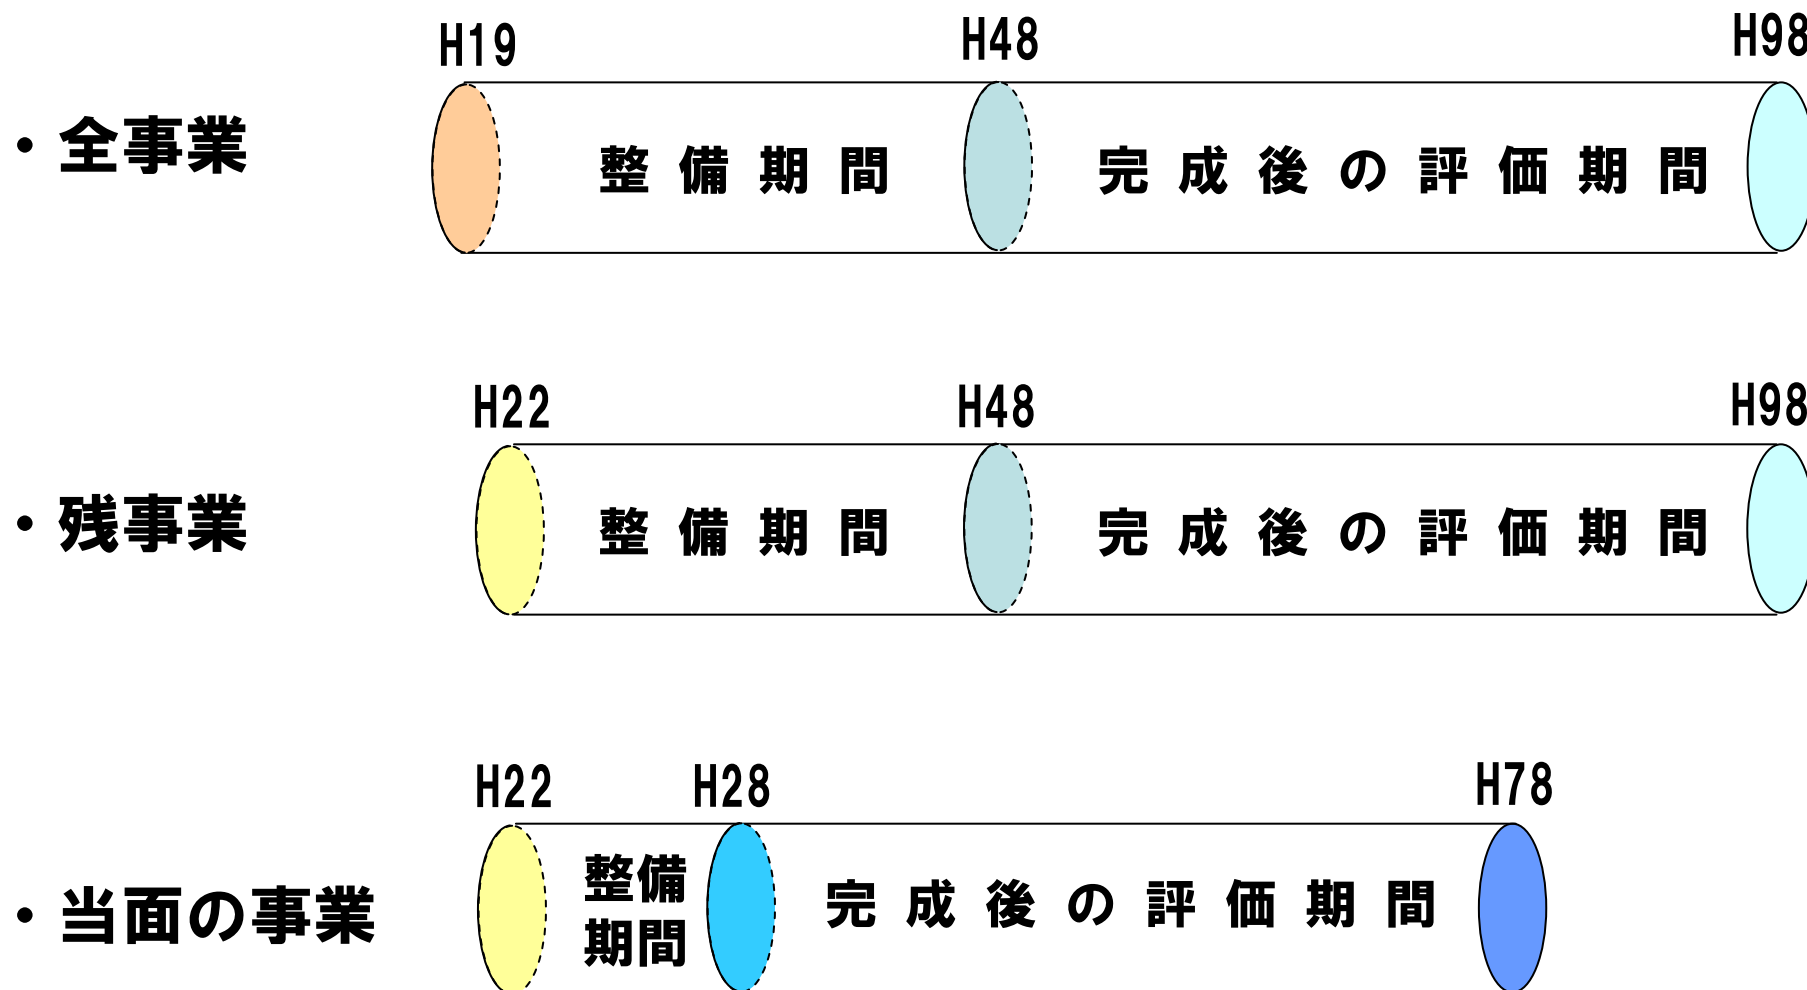 H19 H48 H98
・全事業 整備期間 完成後の評価期間
H22 H48 H98
・残事業 整備期間 完成後の評価期間
H22 H28 H78
整備
・当面の事業 期間 完成後の評価期間